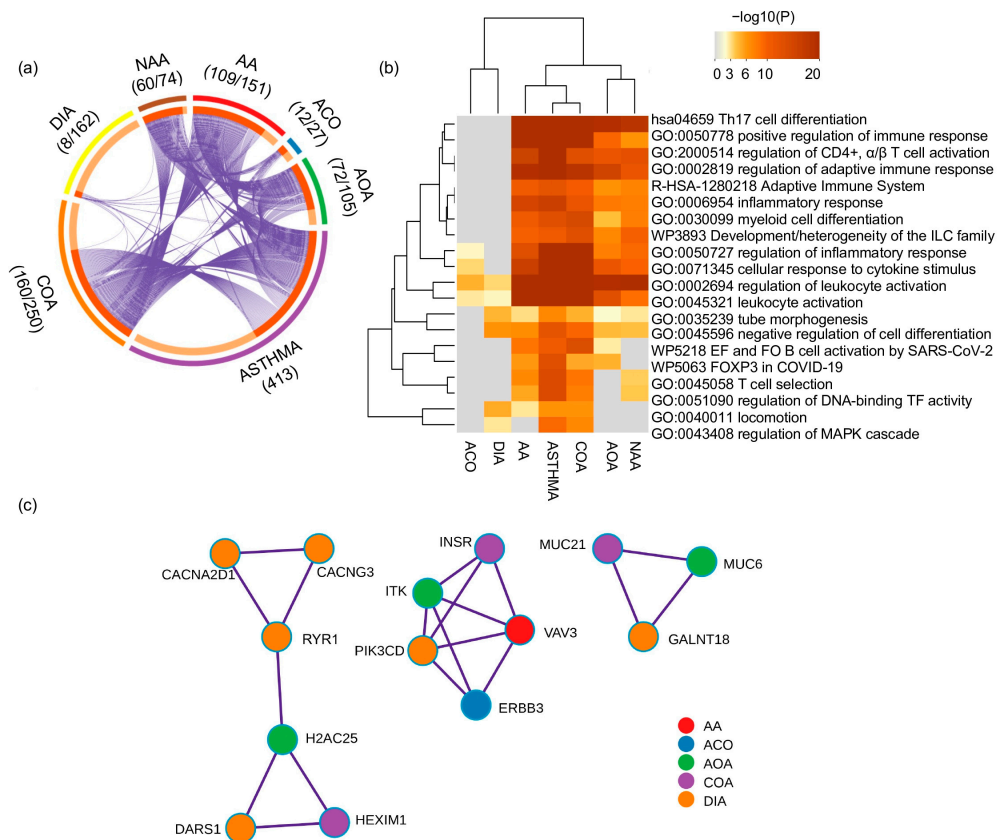 (a)
NAA
(60/74)
AA
(109/151)
ACO
(12/27)
AOA
(72/105)
DIA
(8/162)
COA
(160/250)
ASTHMA
(413)
(b)
−log10(P)
0 3 6 10 20
hsa04659 Th17 cell differentiation
GO:0050778 positive regulation of immune response
GO:2000514 regulation of CD4+, α/β T cell activation
GO:0002819 regulation of adaptive immune response
R-HSA-1280218 Adaptive Immune System
GO:0006954 inflammatory response
GO:0030099 myeloid cell differentiation
WP3893 Development/heterogeneity of the ILC family
GO:0050727 regulation of inflammatory response
GO:0071345 cellular response to cytokine stimulus
GO:0002694 regulation of leukocyte activation
GO:0045321 leukocyte activation
GO:0035239 tube morphogenesis
GO:0045596 negative regulation of cell differentiation
WP5218 EF and FO B cell activation by SARS-CoV-2
WP5063 FOXP3 in COVID-19
GO:0045058 T cell selection
GO:0051090 regulation of DNA-binding TF activity
GO:0040011 locomotion
GO:0043408 regulation of MAPK cascade
ACO DIA AA ASTHMA COA AOA NAA
(c)
CACNA2D1
CACNG3
RYR1
H2AC25
DARS1
HEXIM1
INSR
ITK
VAV3
PIK3CD
ERBB3
MUC21
MUC6
GALNT18
AA
ACO
AOA
COA
DIA